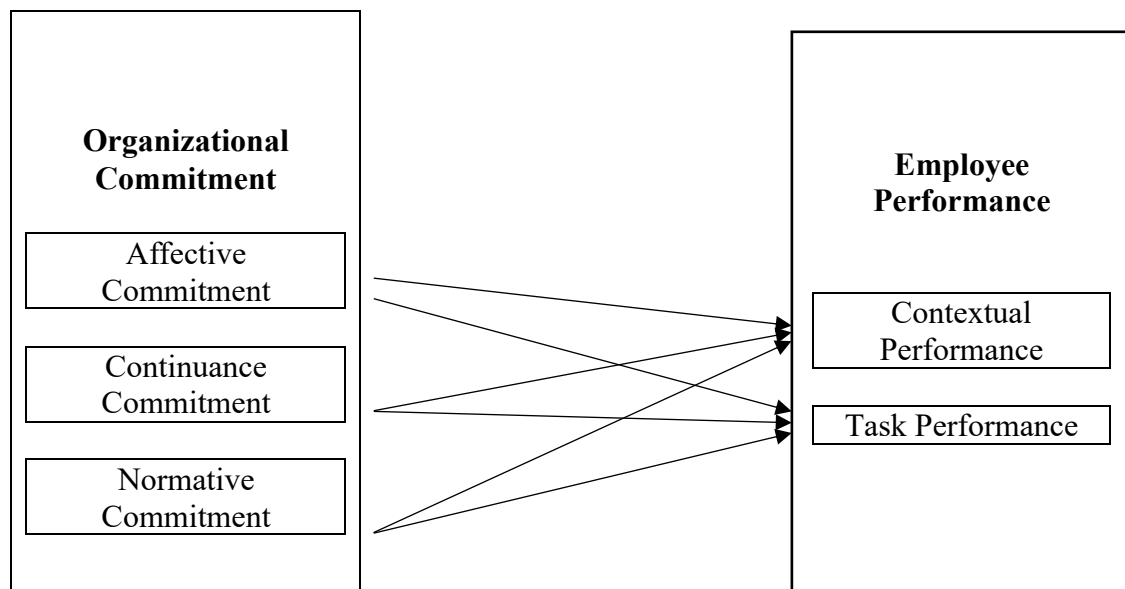 Organizational
Commitment
Affective
Commitment
Continuance
Commitment
Normative
Commitment
Employee
Performance
Contextual
Performance
Task Performance